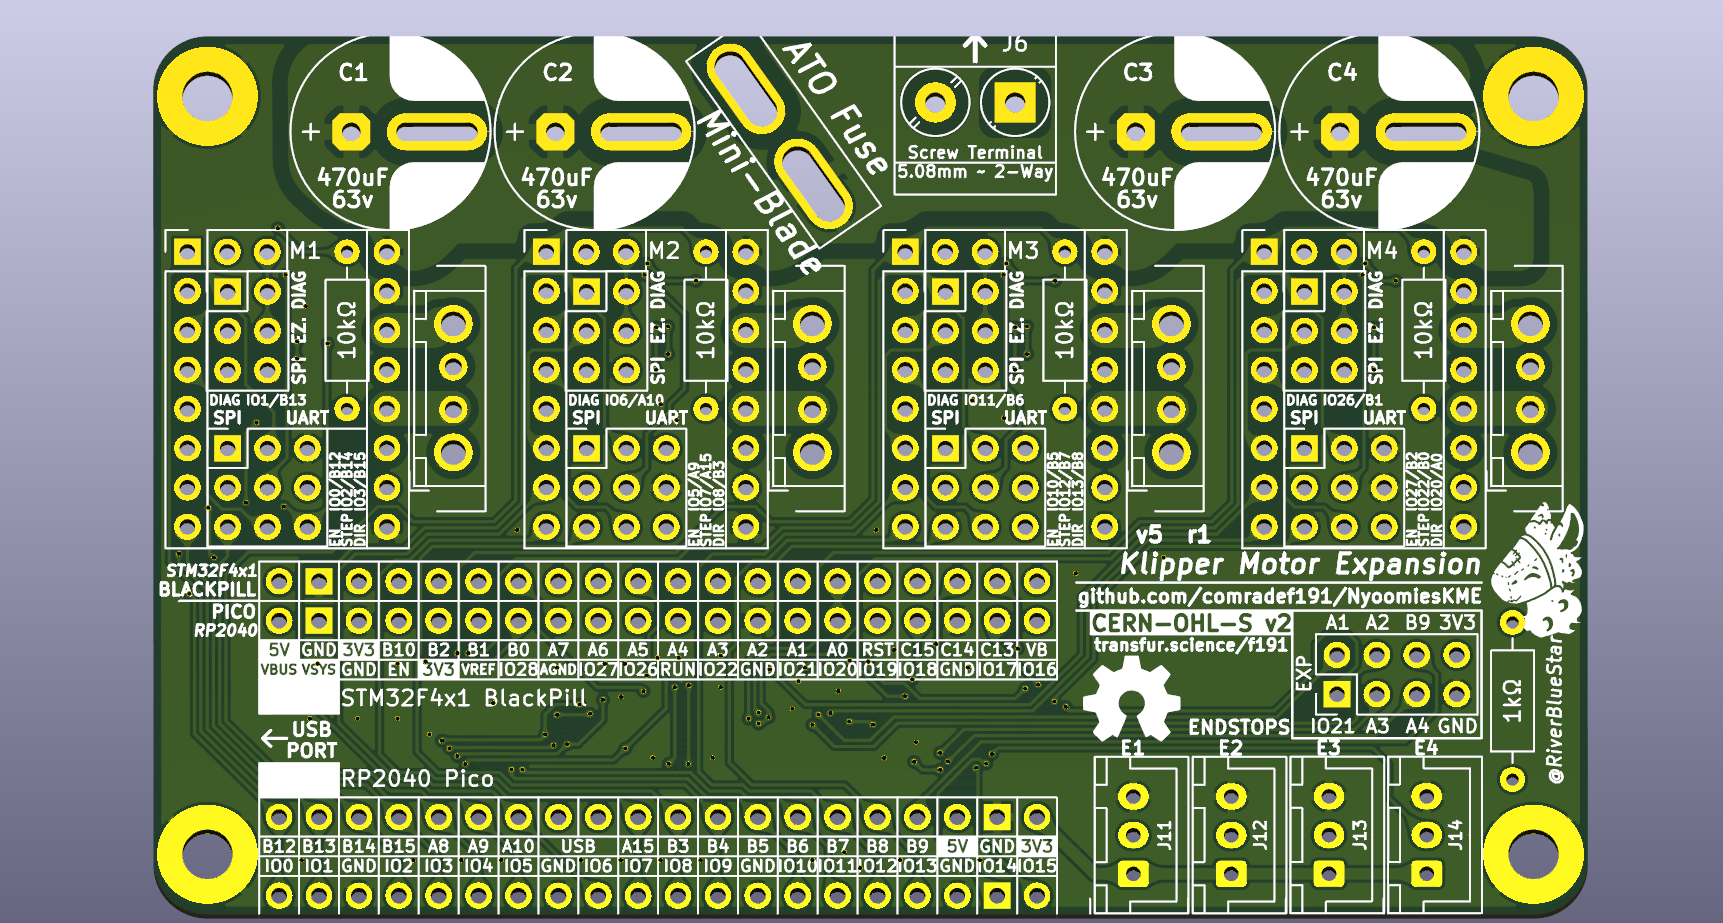 C1
+
470uF
63v
C2
+
470uF
63v
ATO Fuse
Mini-Blade
J6
Screw Terminal
5.08mm ~ 2-Way
C3
+
470uF
63v
C4
+
470uF
63v
M1
SPI EZ. DIAG
10kΩ
DIAG IO1/B13
SPI UART
EN IO0/B12
STEP IO2/B14
DIR IO3/B15
M2
SPI EZ. DIAG
10kΩ
DIAG IO6/A10
SPI UART
EN IO5/A9
STEP IO7/A15
DIR IO8/B3
M3
SPI EZ. DIAG
10kΩ
DIAG IO11/B6
SPI UART
EN IO10/B5
STEP IO12/B7
DIR IO13/B8
M4
SPI EZ. DIAG
10kΩ
DIAG IO26/B1
SPI UART
EN IO27/B2
STEP IO22/B0
DIR IO20/A0
v5 r1
Klipper Motor Expansion
github.com/comradef191/NyoomiesKME
CERN-OHL-S v2
transfur.science/f191
STM32F4x1
BLACKPILL
PICO
RP2040
5V GND 3V3 B10 B2 B1 B0 A7 A6 A5 A4 A3 A2 A1 A0 RST C15 C14 C13 VB
VBUS VSYS GND EN 3V3 VREF IO28 AGND IO27 IO26 RUN IO22 GND IO21 IO20 IO19 IO18 GND IO17 IO16
STM32F4x1 BlackPill
← USB
PORT
RP2040 Pico
B12 B13 B14 B15 A8 A9 A10 USB A15 B3 B4 B5 B6 B7 B8 B9 5V GND 3V3
IO0 IO1 GND IO2 IO3 IO4 IO5 GND IO6 IO7 IO8 IO9 GND IO10 IO11 IO12 IO13 GND IO14 IO15
A1 A2 B9 3V3
EXP
IO21 A3 A4 GND
ENDSTOPS
E1 E2 E3 E4
J11
J12
J13
J14
1kΩ
@RiverBlueStar